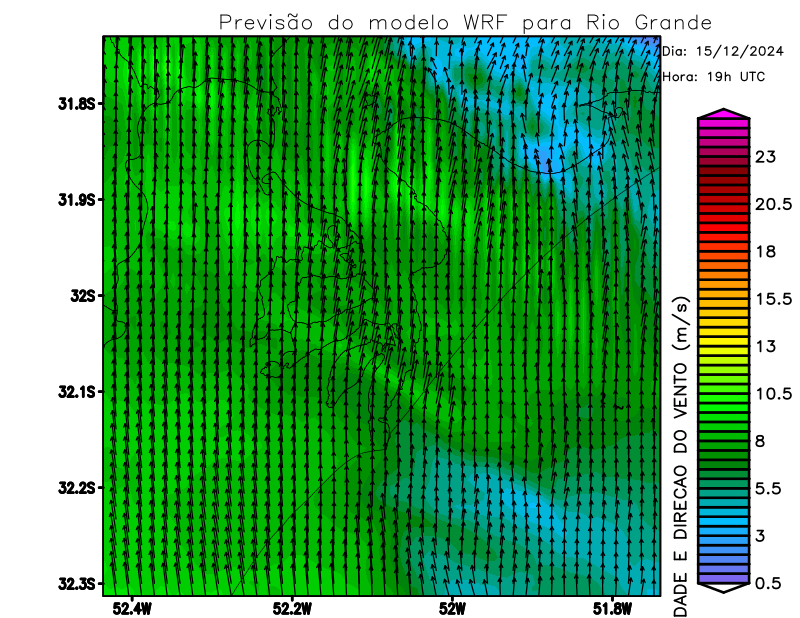 Previsão do modelo WRF para Rio Grande
Dia: 15/12/2024
Hora: 19h UTC
31.8S
31.9S
32S
32.1S
32.2S
32.3S
52.4W
52.2W
52W
51.8W
DADE E DIRECAO DO VENTO (m/s)
23
20.5
18
15.5
13
10.5
8
5.5
3
0.5